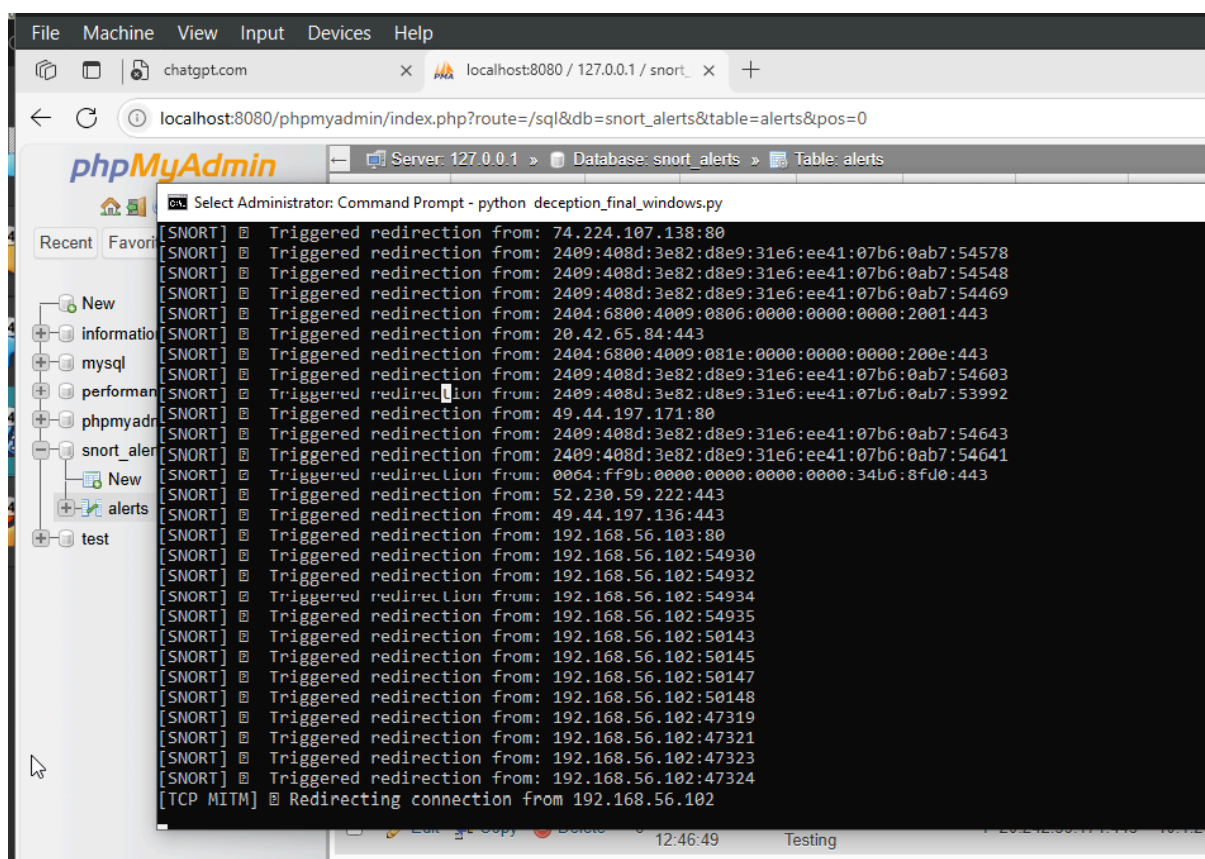 File Machine View Input Devices Help
chatgpt.com
localhost:8080 / 127.0.0.1 / snort_
localhost:8080/phpmyadmin/index.php?route=/sql&db=snort_alerts&table=alerts&pos=0
phpMyAdmin
Server: 127.0.0.1 » Database: snort_alerts » Table: alerts
Select Administrator: Command Prompt - python deception_final_windows.py
Recent Favori
New
informatio
mysql
performan
phpmyadm
snort_aler
New
alerts
test
[SNORT] Triggered redirection from: 74.224.107.138:80
[SNORT] Triggered redirection from: 2409:408d:3e82:d8e9:31e6:ee41:07b6:0ab7:54578
[SNORT] Triggered redirection from: 2409:408d:3e82:d8e9:31e6:ee41:07b6:0ab7:54548
[SNORT] Triggered redirection from: 2409:408d:3e82:d8e9:31e6:ee41:07b6:0ab7:54469
[SNORT] Triggered redirection from: 2404:6800:4009:0806:0000:0000:0000:2001:443
[SNORT] Triggered redirection from: 20.42.65.84:443
[SNORT] Triggered redirection from: 2404:6800:4009:081e:0000:0000:0000:200e:443
[SNORT] Triggered redirection from: 2409:408d:3e82:d8e9:31e6:ee41:07b6:0ab7:54603
[SNORT] Triggered redirection from: 2409:408d:3e82:d8e9:31e6:ee41:07b6:0ab7:53992
[SNORT] Triggered redirection from: 49.44.197.171:80
[SNORT] Triggered redirection from: 2409:408d:3e82:d8e9:31e6:ee41:07b6:0ab7:54643
[SNORT] Triggered redirection from: 2409:408d:3e82:d8e9:31e6:ee41:07b6:0ab7:54641
[SNORT] Triggered redirection from: 0064:ff9b:0000:0000:0000:0000:34b6:8fd0:443
[SNORT] Triggered redirection from: 52.230.59.222:443
[SNORT] Triggered redirection from: 49.44.197.136:443
[SNORT] Triggered redirection from: 192.168.56.103:80
[SNORT] Triggered redirection from: 192.168.56.102:54930
[SNORT] Triggered redirection from: 192.168.56.102:54932
[SNORT] Triggered redirection from: 192.168.56.102:54934
[SNORT] Triggered redirection from: 192.168.56.102:54935
[SNORT] Triggered redirection from: 192.168.56.102:50143
[SNORT] Triggered redirection from: 192.168.56.102:50145
[SNORT] Triggered redirection from: 192.168.56.102:50147
[SNORT] Triggered redirection from: 192.168.56.102:50148
[SNORT] Triggered redirection from: 192.168.56.102:47319
[SNORT] Triggered redirection from: 192.168.56.102:47321
[SNORT] Triggered redirection from: 192.168.56.102:47323
[SNORT] Triggered redirection from: 192.168.56.102:47324
[TCP MITM] Redirecting connection from 192.168.56.102
Edit Copy Delete
12:46:49 Testing